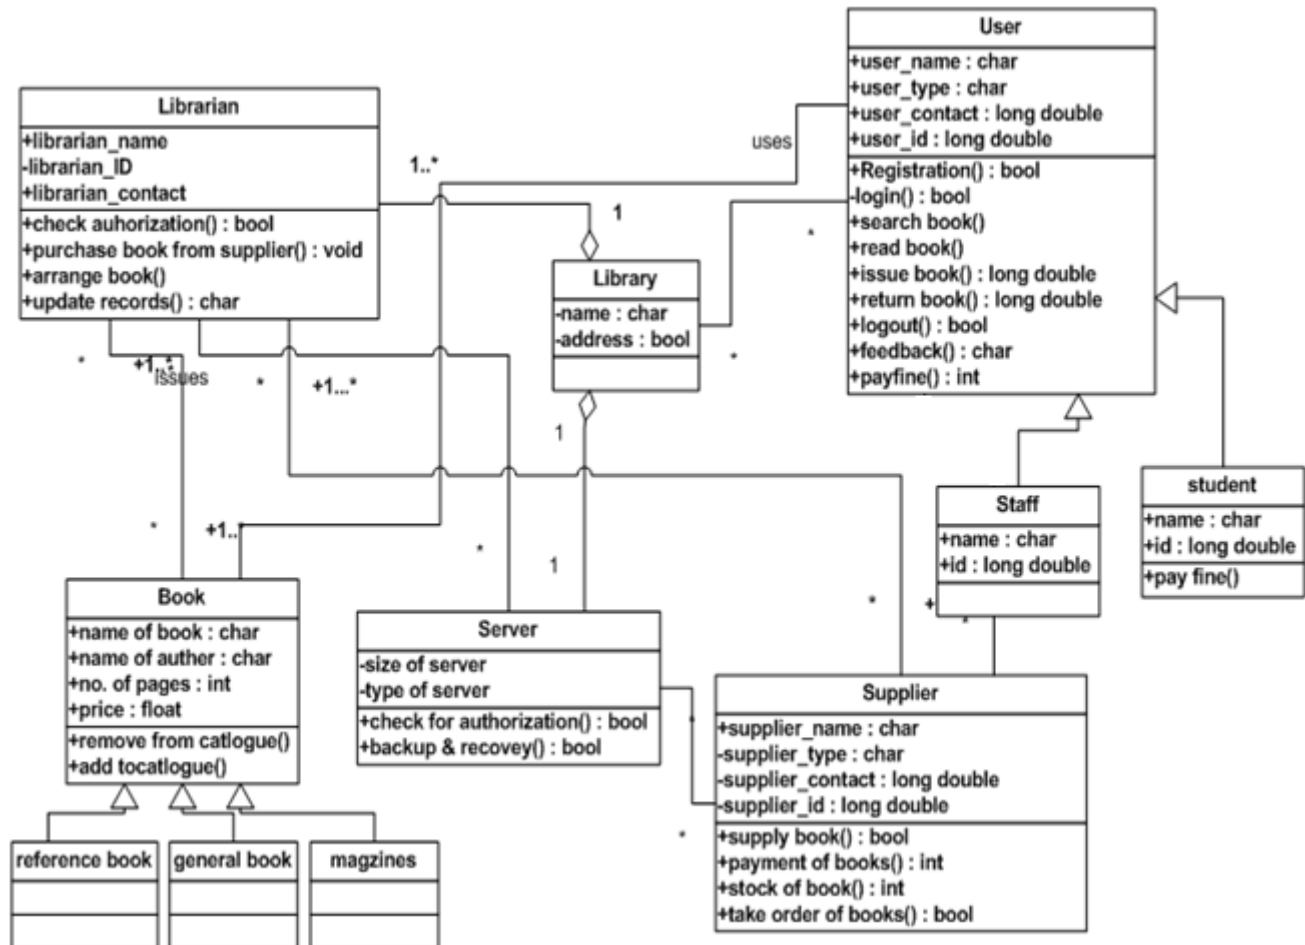 User
+user_name : char
+user_type : char
+user_contact : long double
+user_id : long double
+Registration() : bool
-login() : bool
+search book()
+read book()
+issue book() : long double
+return book() : long double
+logout() : bool
+feedback() : char
+payfine() : int
Librarian
+librarian_name
-librarian_ID
+librarian_contact
+check auhorization() : bool
+purchase book from supplier() : void
+arrange book()
+update records() : char
uses
1..*
1
*
Library
-name : char
-address : bool
*
*
+1..*
issues
*
+1...*
1
*
+1..*
*
1
Staff
+name : char
+id : long double
student
+name : char
+id : long double
+pay fine()
*
+
*
Book
+name of book : char
+name of auther : char
+no. of pages : int
+price : float
+remove from catlogue()
+add tocatlogue()
Server
-size of server
-type of server
+check for authorization() : bool
+backup & recovey() : bool
*
*
Supplier
+supplier_name : char
-supplier_type : char
-supplier_contact : long double
-supplier_id : long double
+supply book() : bool
+payment of books() : int
+stock of book() : int
+take order of books() : bool
reference book
general book
magzines